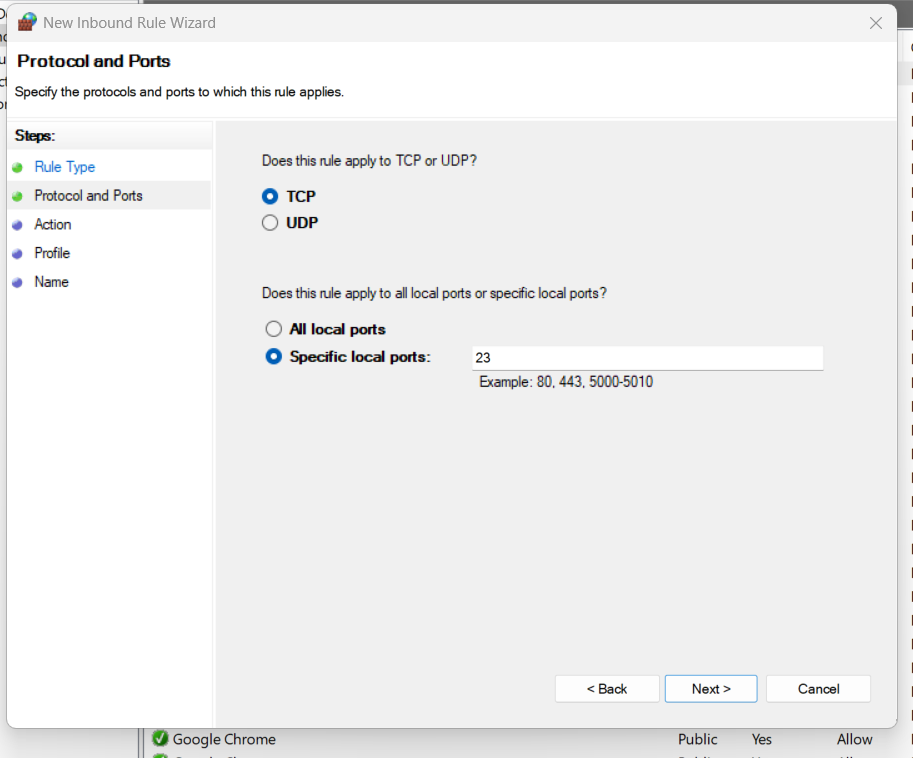 New Inbound Rule Wizard
Protocol and Ports
Specify the protocols and ports to which this rule applies.
Steps:
Rule Type
Protocol and Ports
Action
Profile
Name
Does this rule apply to TCP or UDP?
TCP
UDP
Does this rule apply to all local ports or specific local ports?
All local ports
Specific local ports: 23
Example: 80, 443, 5000-5010
< Back Next > Cancel
Google Chrome Public Yes Allow